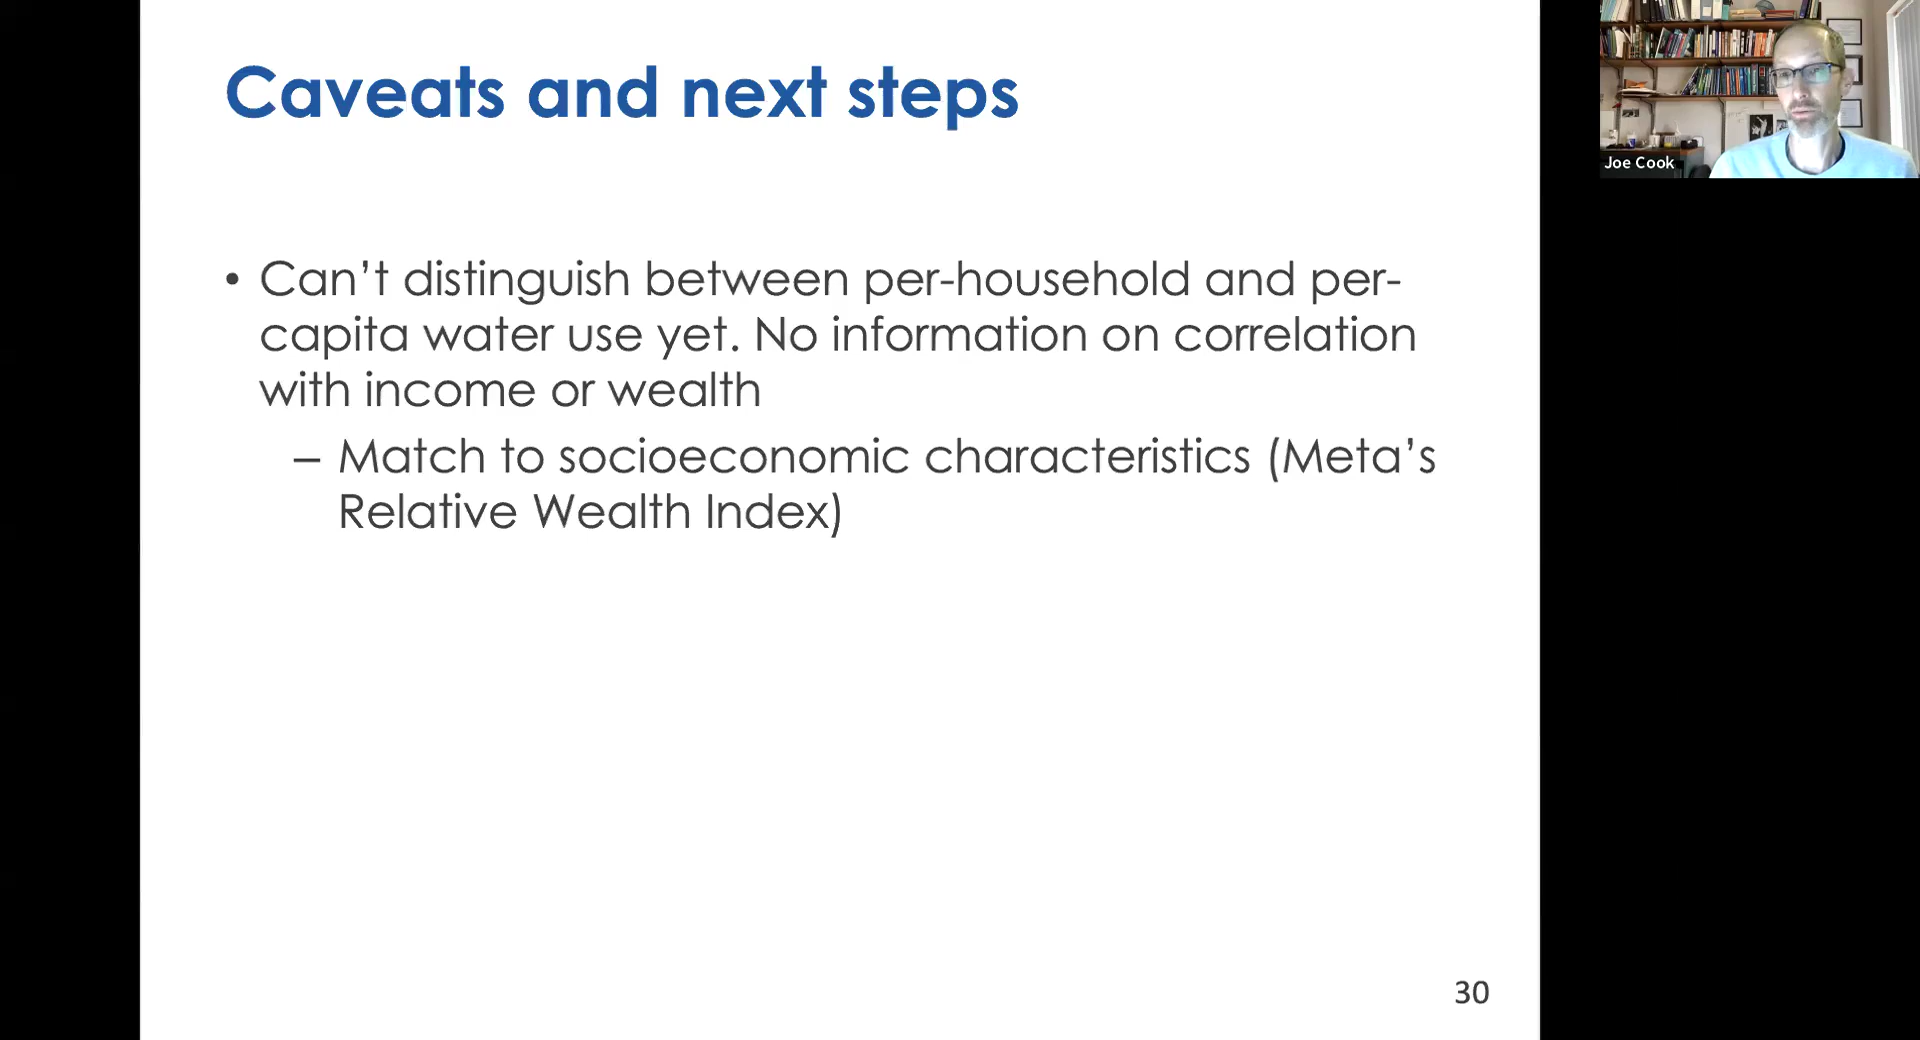 Caveats and next steps
Joe Cook
• Can’t distinguish between per-household and per-
capita water use yet. No information on correlation
with income or wealth
– Match to socioeconomic characteristics (Meta’s
Relative Wealth Index)
30